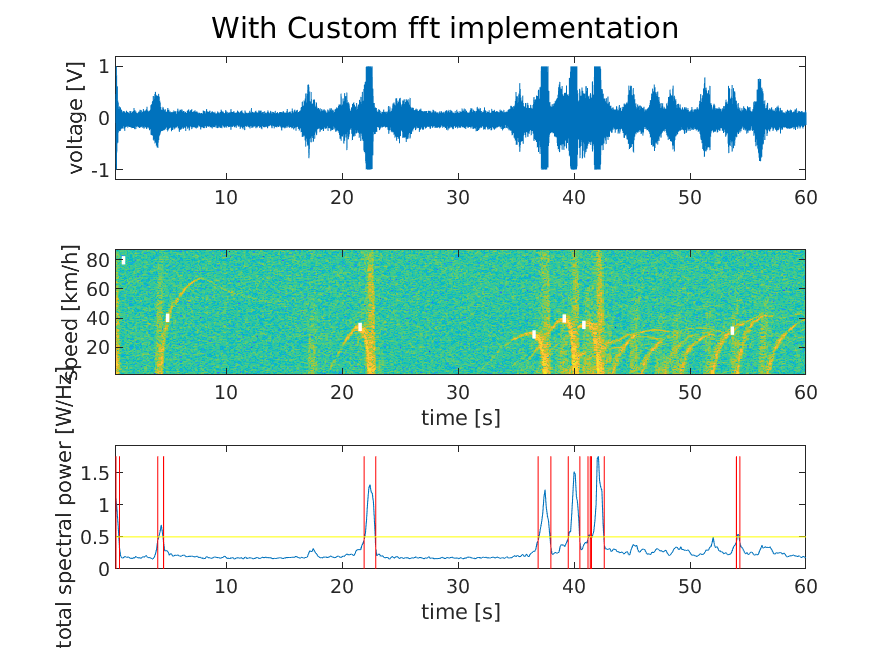 With Custom fft implementation
voltage [V]
1
0
-1
10 20 30 40 50 60
speed [km/h]
80
60
40
20
10 20 30 40 50 60
time [s]
total spectral power [W/Hz]
1.5
1
0.5
0
10 20 30 40 50 60
time [s]